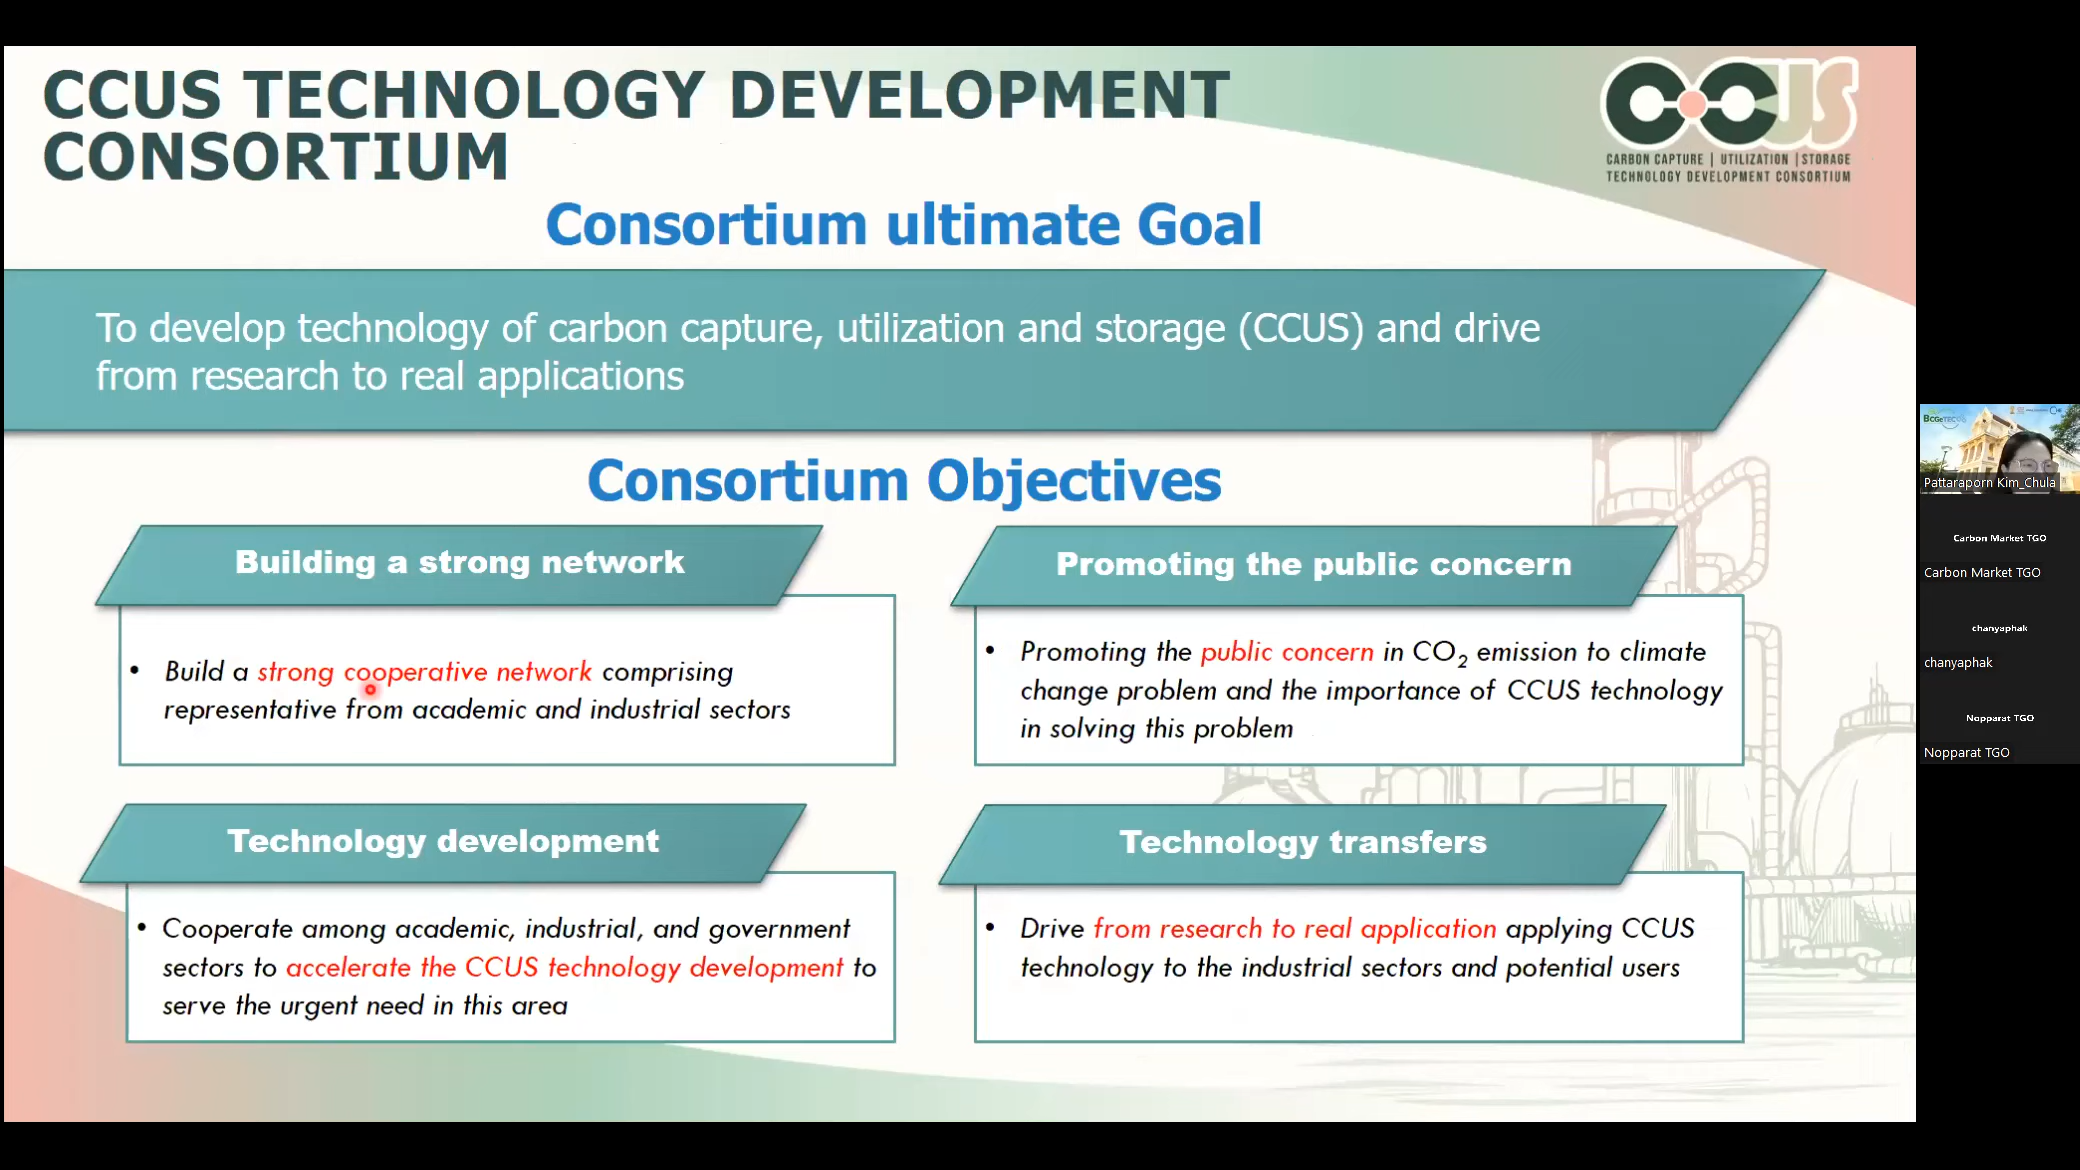 CCUS TECHNOLOGY DEVELOPMENT
CONSORTIUM
CCUS
CARBON CAPTURE | UTILIZATION | STORAGE
TECHNOLOGY DEVELOPMENT CONSORTIUM
Consortium ultimate Goal
To develop technology of carbon capture, utilization and storage (CCUS) and drive
from research to real applications
Consortium Objectives
Building a strong network
• Build a strong cooperative network comprising
representative from academic and industrial sectors
Promoting the public concern
• Promoting the public concern in CO₂ emission to climate
change problem and the importance of CCUS technology
in solving this problem
Technology development
• Cooperate among academic, industrial, and government
sectors to accelerate the CCUS technology development to
serve the urgent need in this area
Technology transfers
• Drive from research to real application applying CCUS
technology to the industrial sectors and potential users
BCGeTEC
Pattaraporn Kim_Chula
Carbon Market TGO
Carbon Market TGO
chanyaphak
chanyaphak
Nopparat TGO
Nopparat TGO